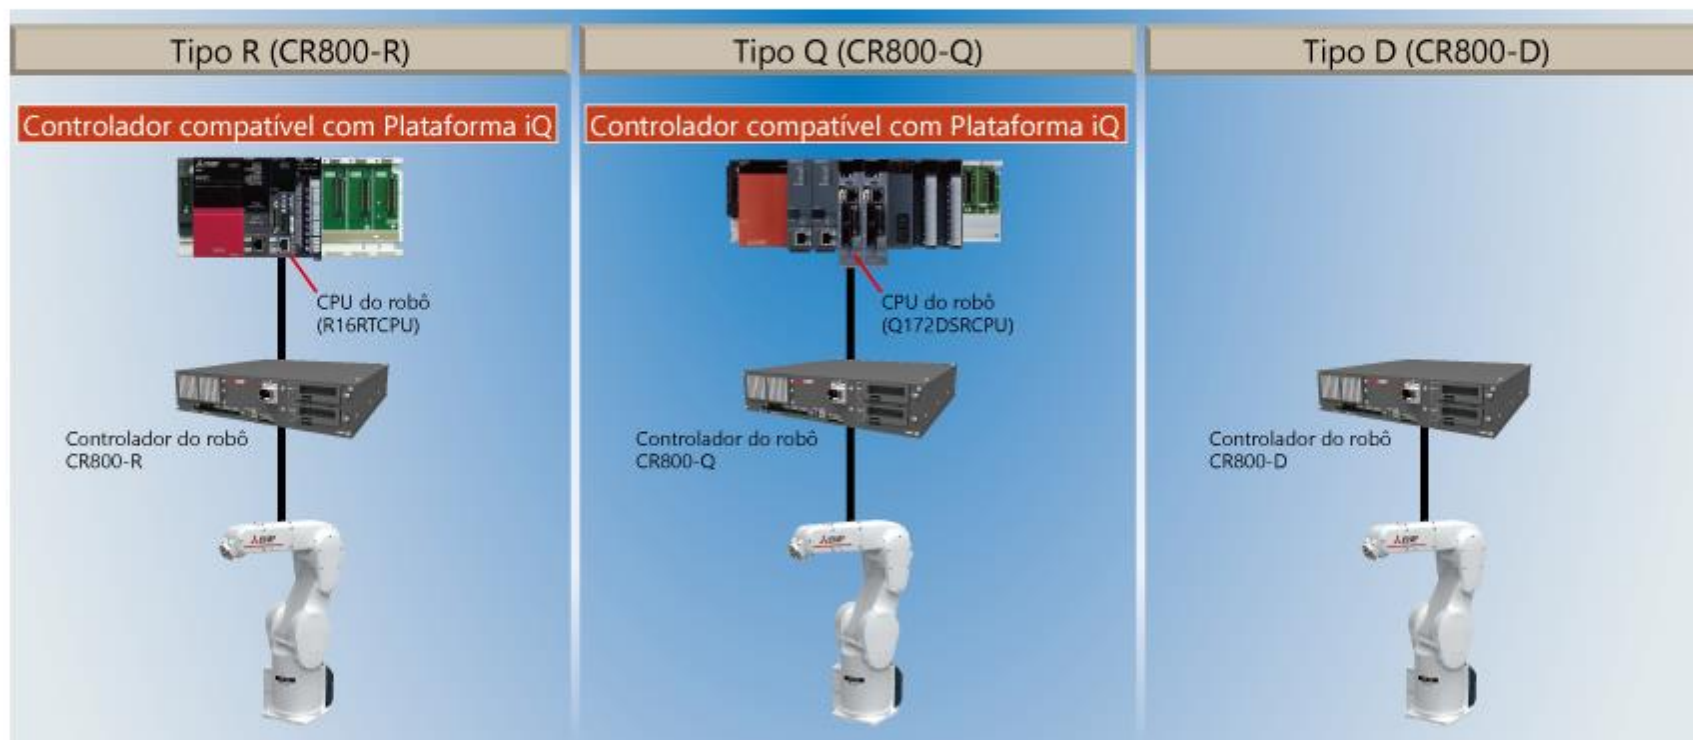 Tipo R (CR800-R)
Controlador compatível com Plataforma iQ
CPU do robô
(R16RTCPU)
Controlador do robô
CR800-R
Tipo Q (CR800-Q)
Controlador compatível com Plataforma iQ
CPU do robô
(Q172DSRCPU)
Controlador do robô
CR800-Q
Tipo D (CR800-D)
Controlador do robô
CR800-D